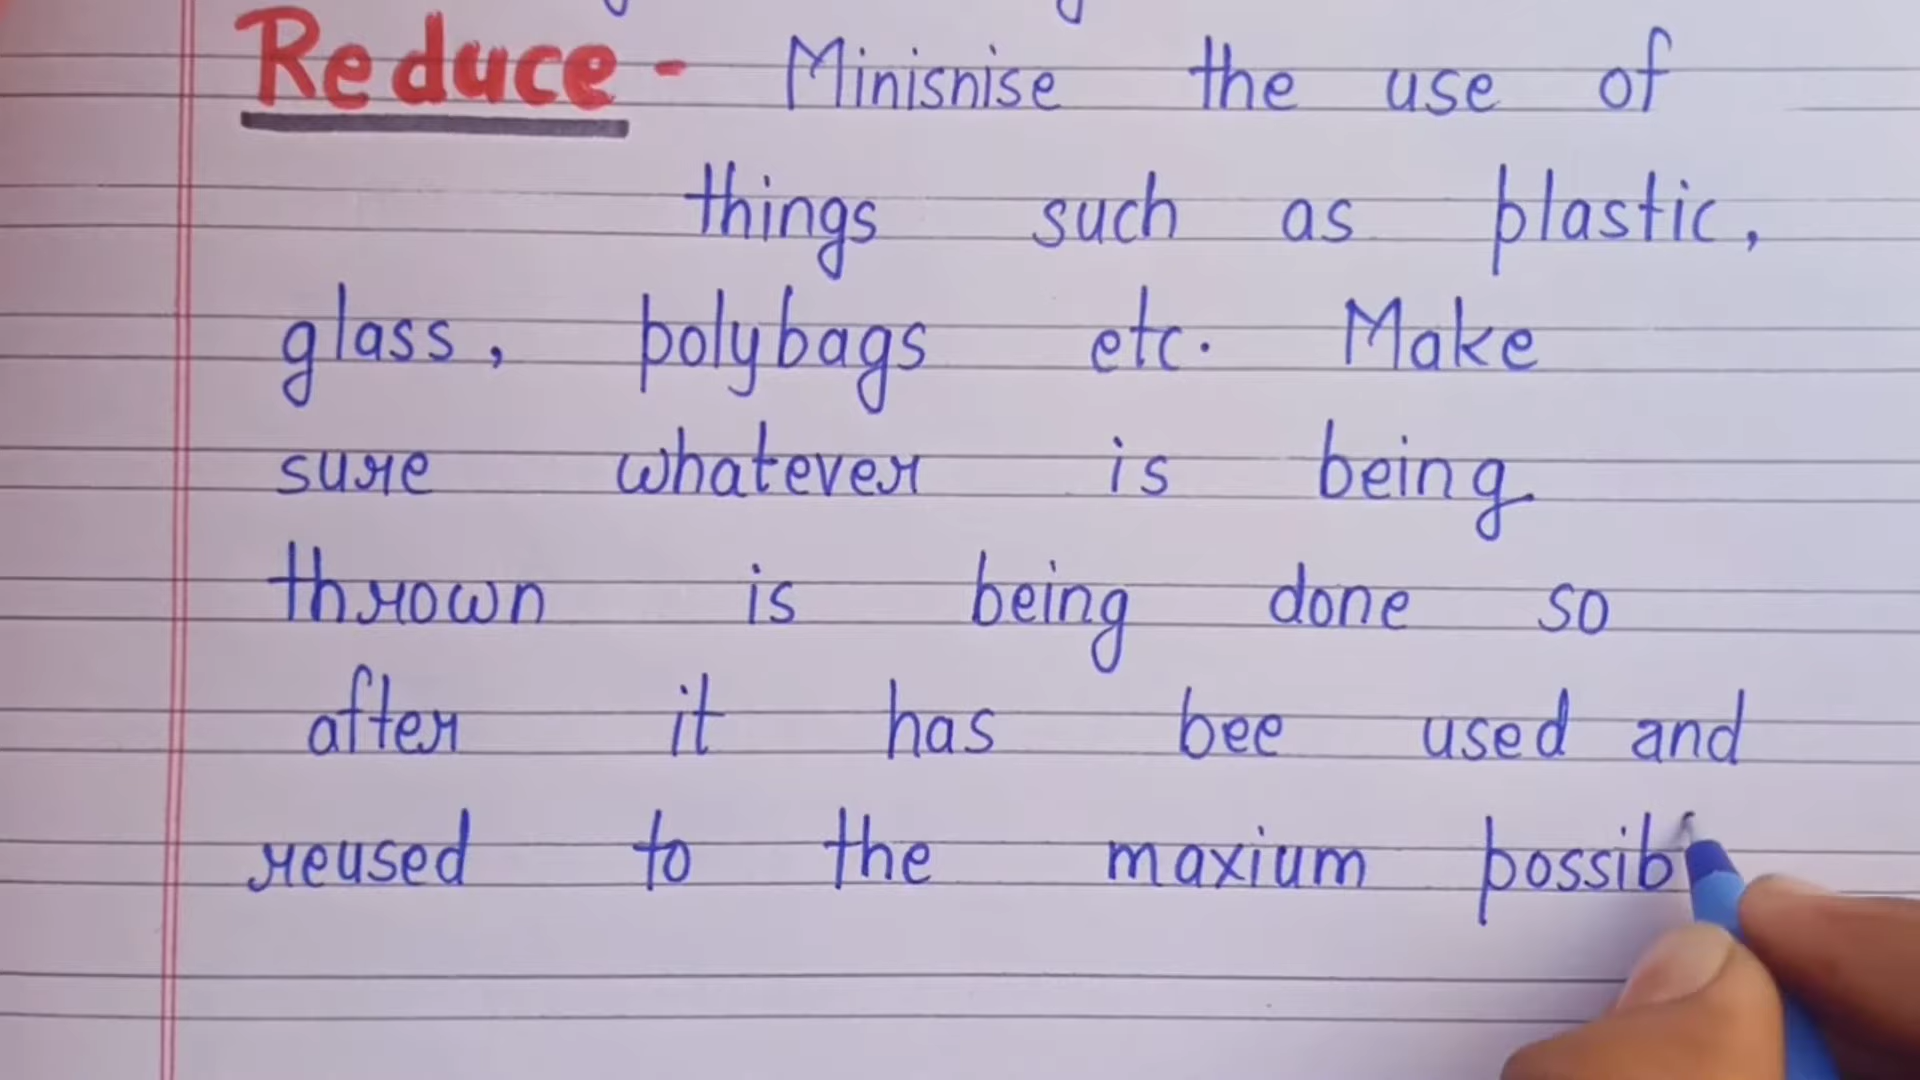 Reduce - Minisnise the use of
things such as plastic,
glass, polybags etc. Make
sure whatever is being
thrown is being done so
after it has bee used and
reused to the maxium possib